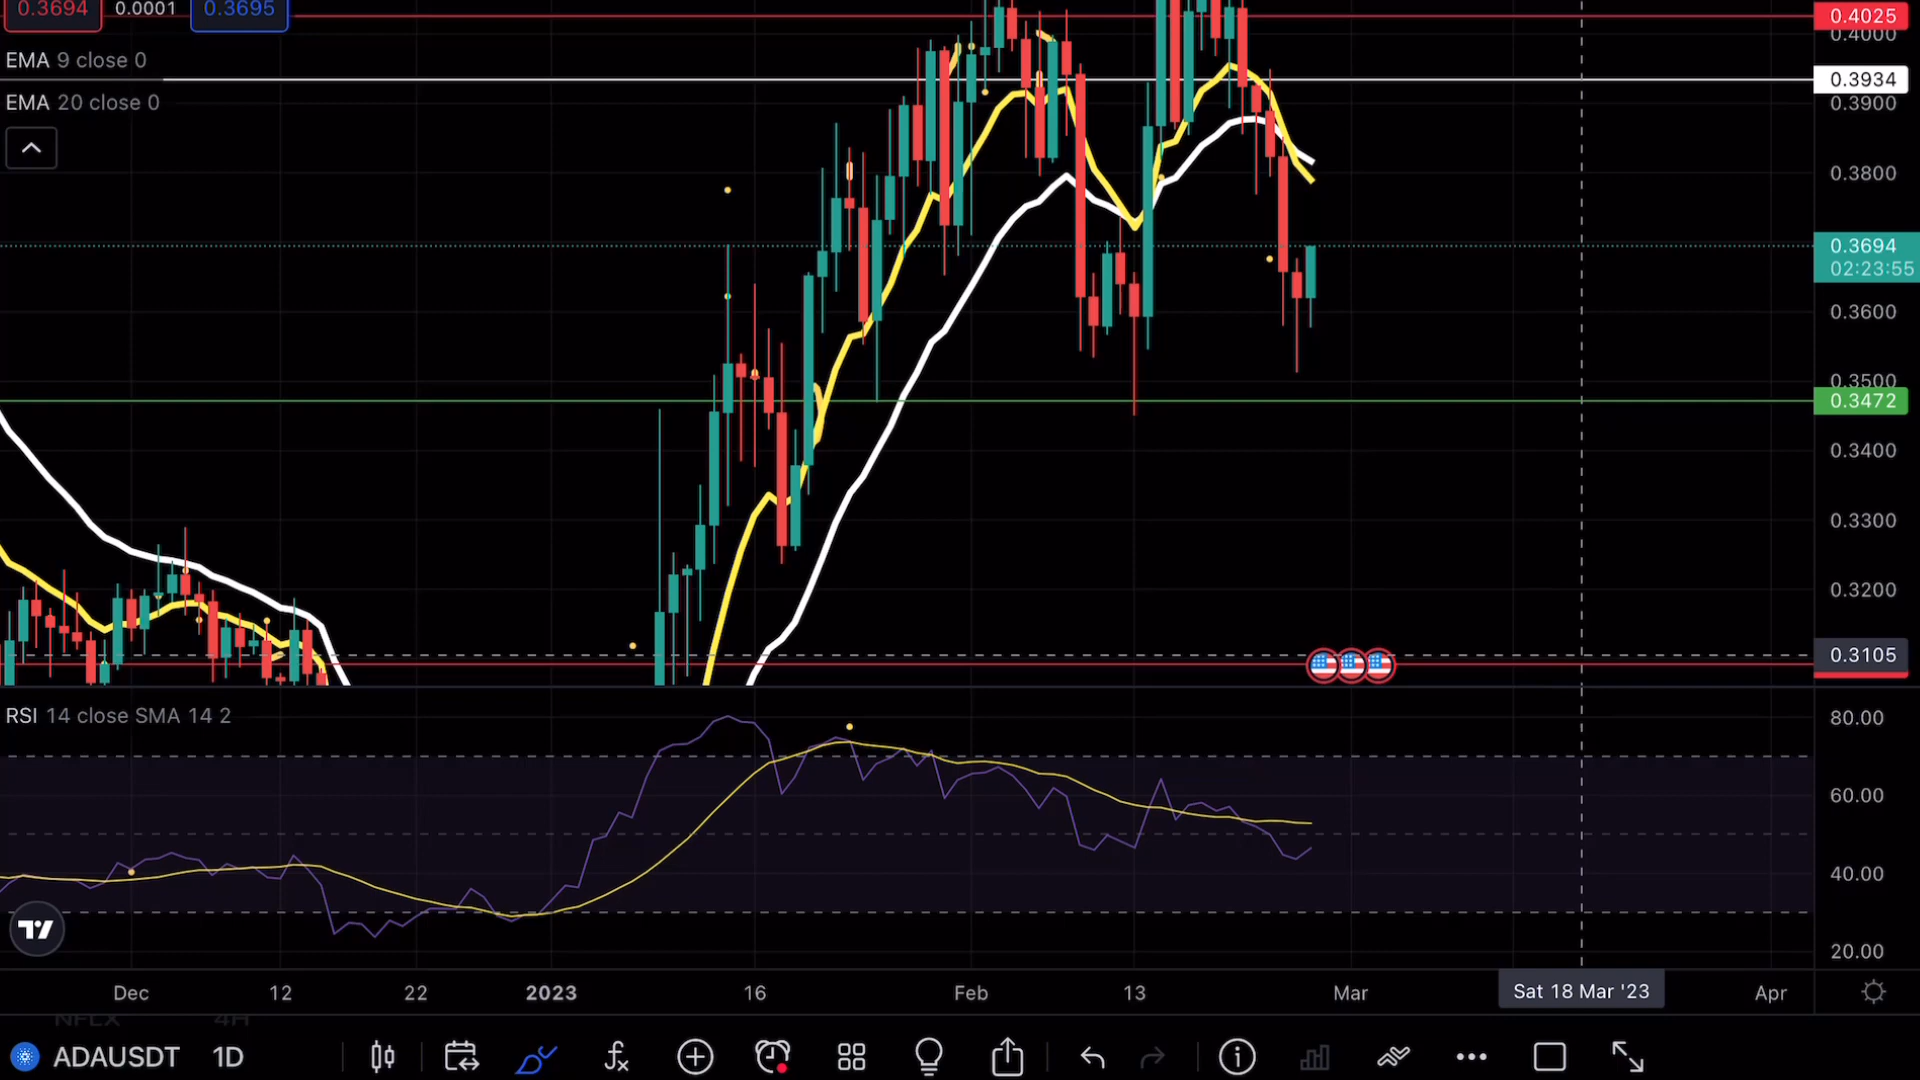 0.3694 0.0001 0.3695
0.4025
0.4000
EMA 9 close 0
0.3934
EMA 20 close 0
0.3900
0.3800
0.3694
02:23:55
0.3600
0.3500
0.3472
0.3400
0.3300
0.3200
0.3105
RSI 14 close SMA 14 2
80.00
60.00
40.00
20.00
Dec 12 22 2023 16 Feb 13 Mar Sat 18 Mar '23 Apr
NFLX 4H
ADAUSDT 1D